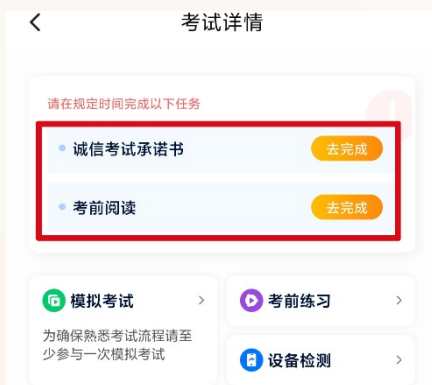 考试详情
请在规定时间完成以下任务
诚信考试承诺书 去完成
考前阅读 去完成
模拟考试
考前练习
为确保熟悉考试流程请至
少参与一次模拟考试
设备检测